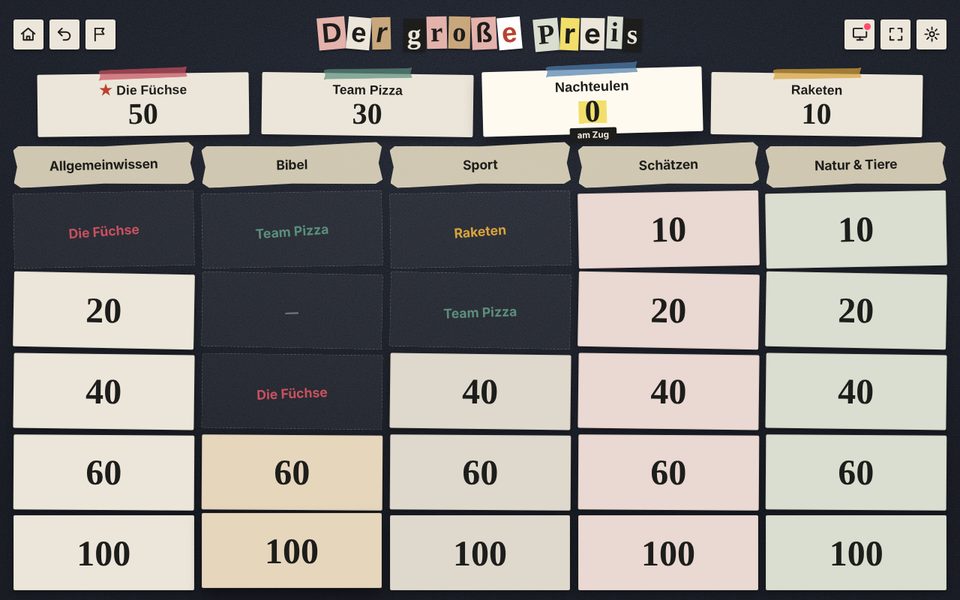 Der große Preis
★ Die Füchse
50
Team Pizza
30
Nachteulen
0
am Zug
Raketen
10
Allgemeinwissen
Bibel
Sport
Schätzen
Natur & Tiere
Die Füchse
Team Pizza
Raketen
10
10
20
—
Team Pizza
20
20
40
Die Füchse
40
40
40
60
60
60
60
60
100
100
100
100
100